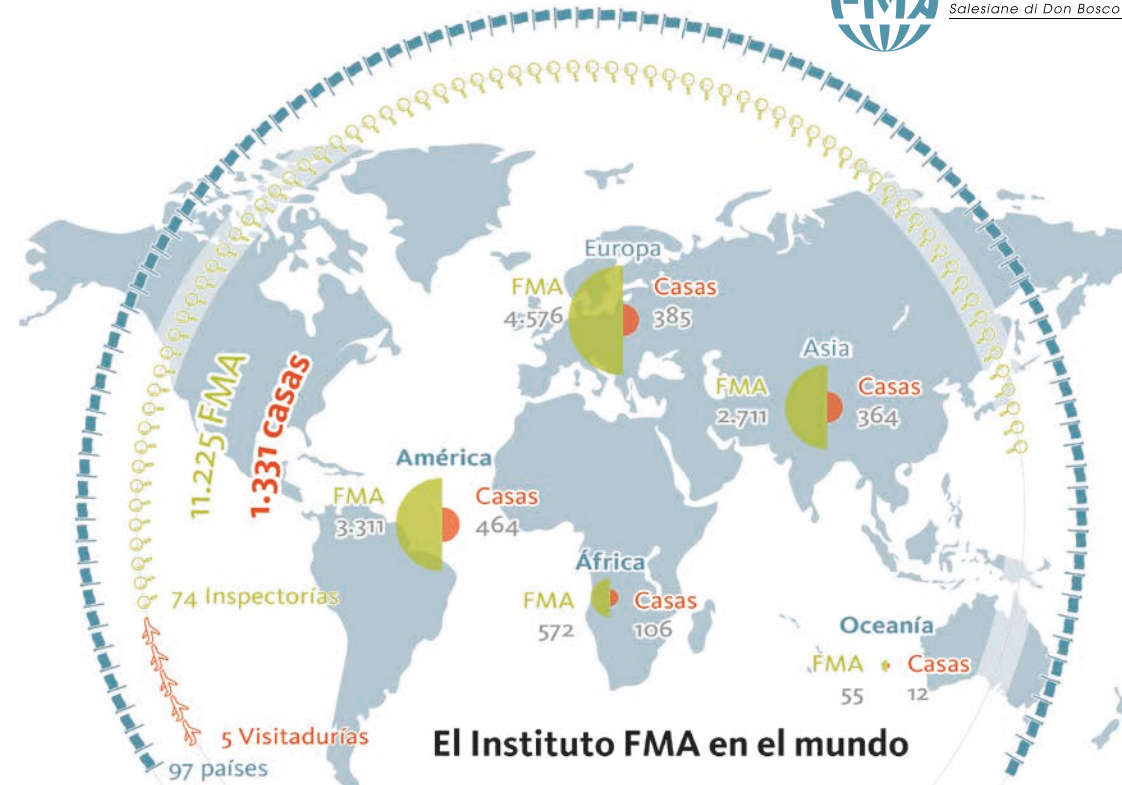 FMA
Salesiane di Don Bosco
Europa
FMA
4.576
Casas
385
Asia
FMA
2.711
Casas
364
11.225 FMA
1.331 casas
América
FMA
3.311
Casas
464
África
FMA
572
Casas
106
Oceanía
FMA
55
Casas
12
74 Inspectorías
5 Visitadurías
97 países
El Instituto FMA en el mundo